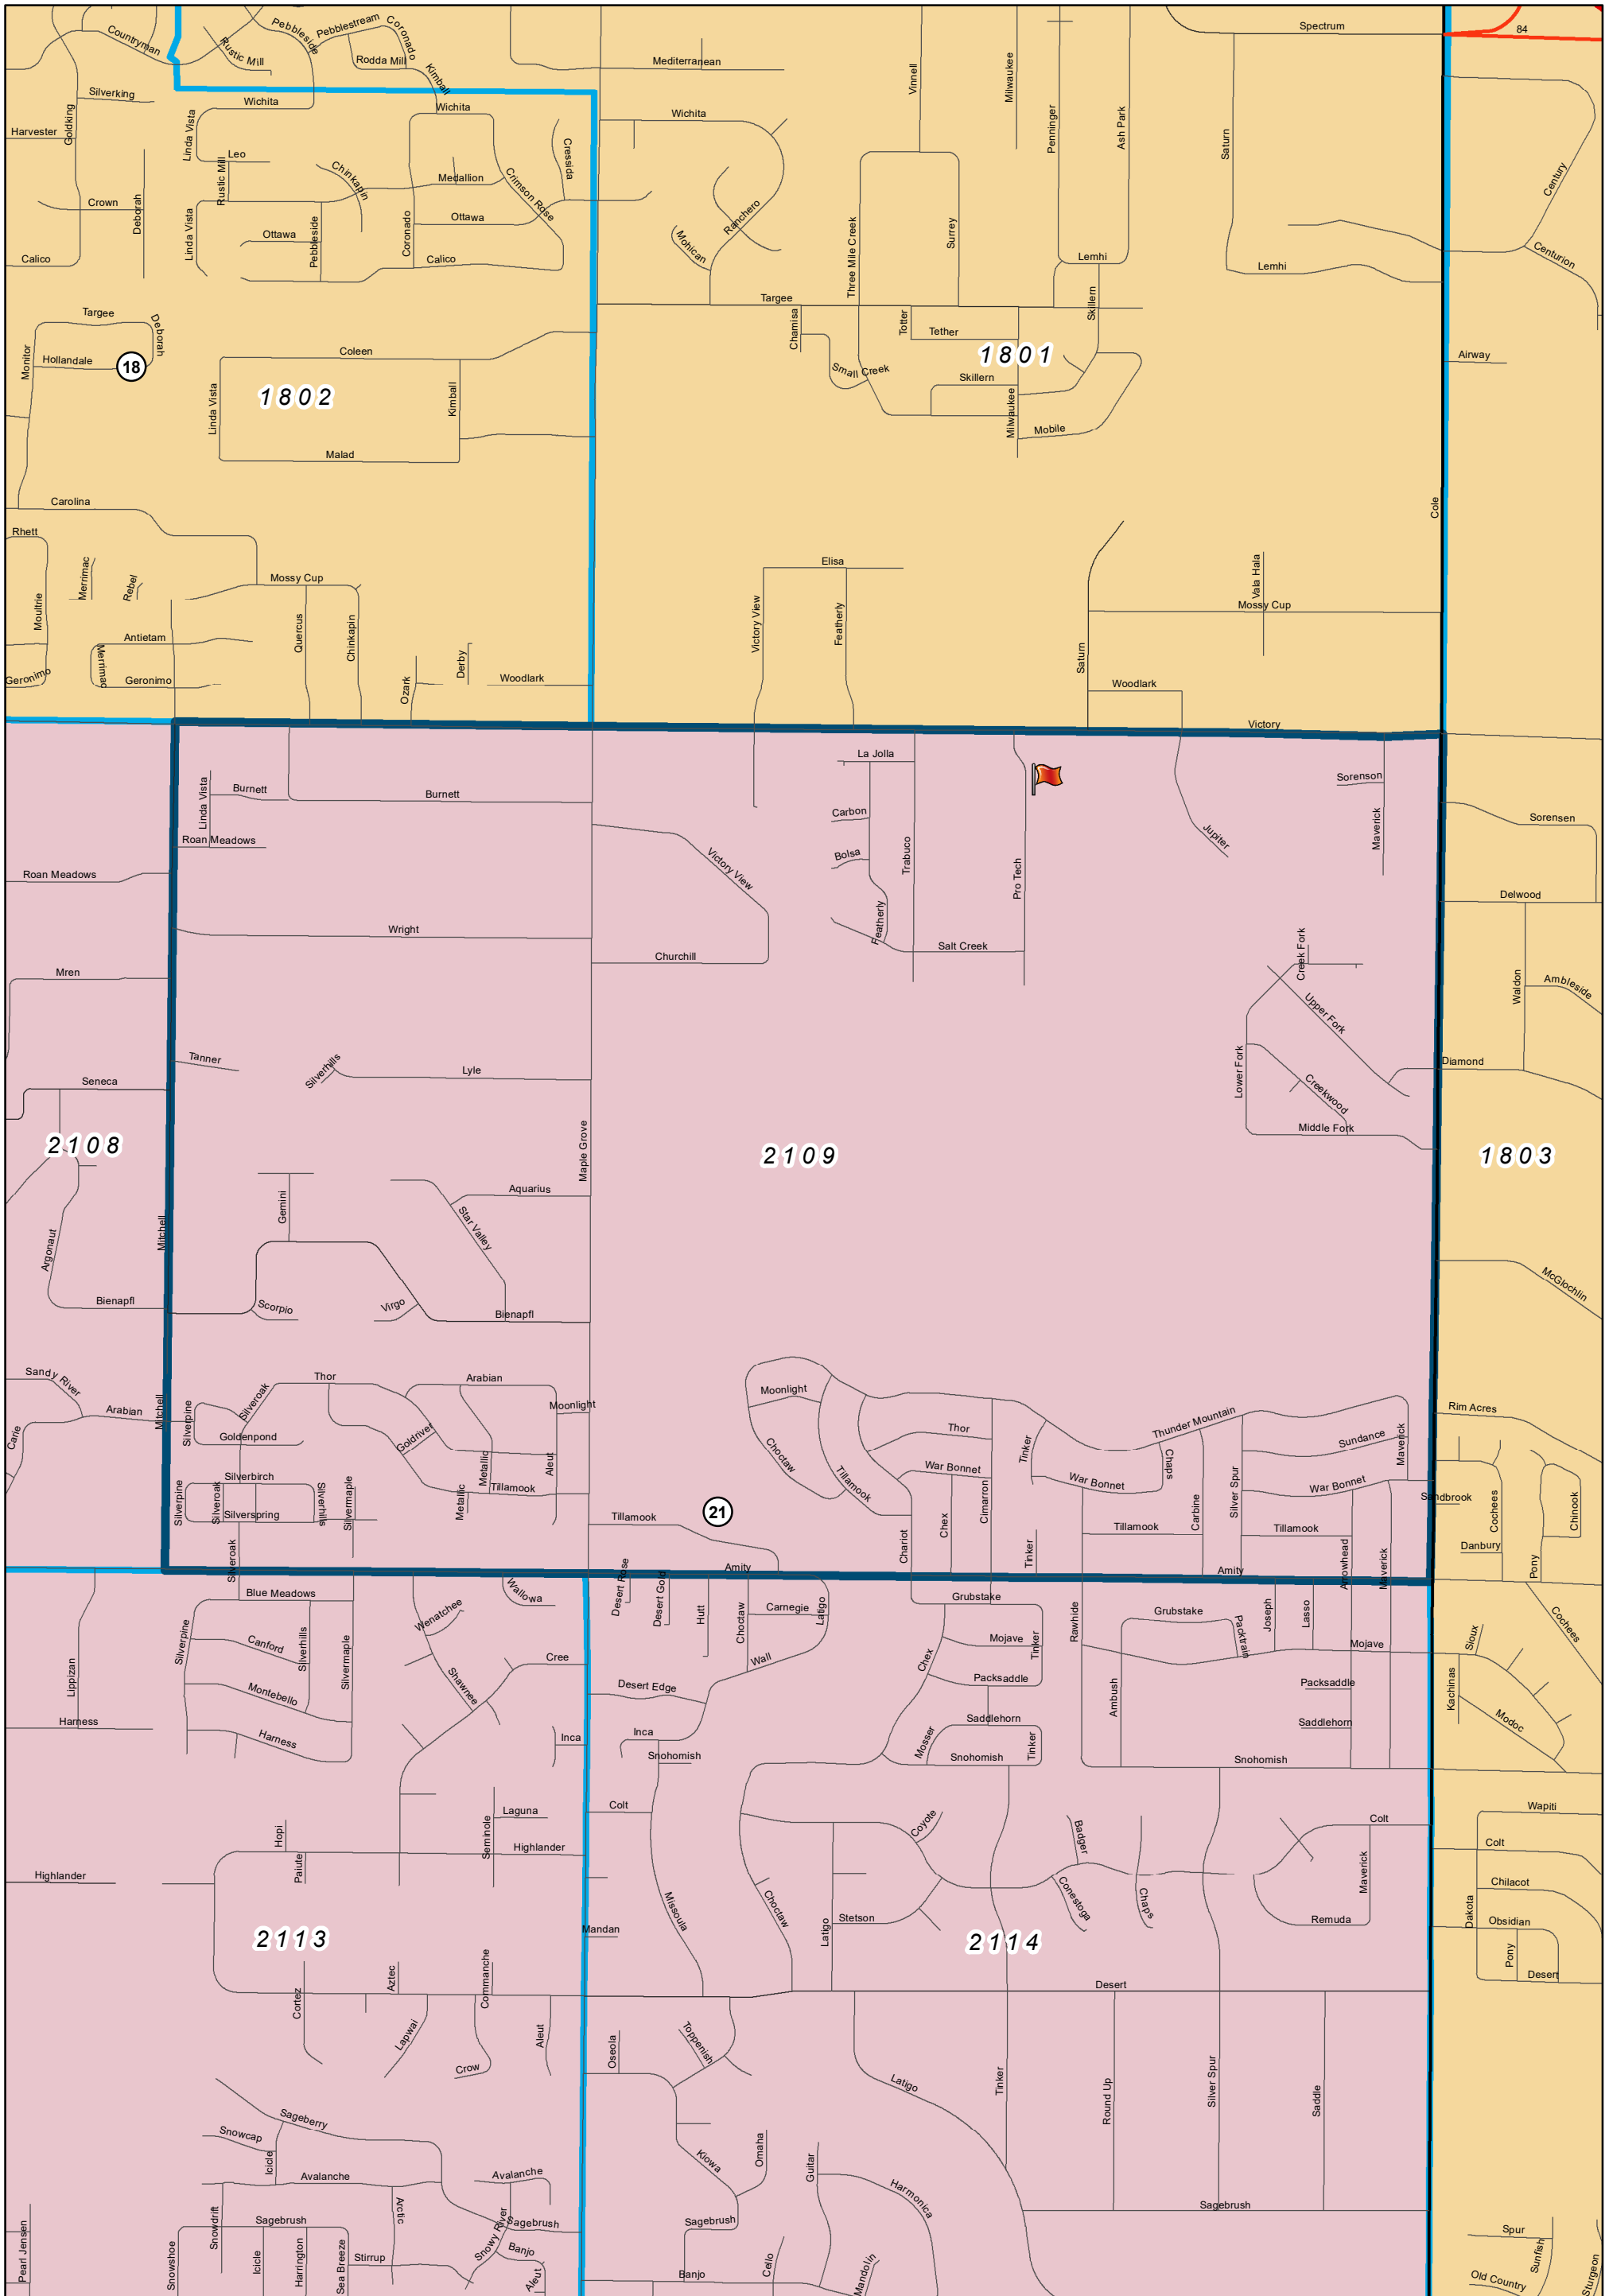 Countryman
Rustic Mill
Pebbleside
Pebblestream
Coronado
Rodda Mill
Kimball
Mediterranean
Vinnell
Milwaukee
Spectrum
84
Silverking
Goldking
Harvester
Wichita
Linda Vista
Wichita
Cressida
Wichita
Penninger
Ash Park
Saturn
Century
Leo
Rustic Mill
Chinkapin
Medallion
Crimson Rose
Crown
Deborah
Linda Vista
Ottawa
Pebbleside
Coronado
Ottawa
Calico
Calico
Mohican
Ranchero
Three Mile Creek
Surrey
Lemhi
Lemhi
Centurion
Targee
Targee
Deborah
Monitor
Hollandale
18
Coleen
Chamisa
Totter
Tether
Skillern
1801
Airway
Small Creek
Skillern
1802
Linda Vista
Kimball
Milwaukee
Mobile
Malad
Carolina
Cole
Rhett
Merrimac
Rebel
Mossy Cup
Elisa
Vala Hala
Mossy Cup
Moultrie
Quercus
Chinkapin
Victory View
Featherly
Antietam
Merrimac
Geronimo
Geronimo
Ozark
Derby
Woodlark
Saturn
Woodlark
Victory
La Jolla
Linda Vista
Burnett
Burnett
Sorenson
Carbon
Maverick
Sorensen
Roan Meadows
Jupiter
Bolsa
Trabuco
Pro Tech
Roan Meadows
Victory View
Delwood
Featherly
Wright
Salt Creek
Creek Fork
Churchill
Mren
Waldon
Ambleside
Upper Fork
Tanner
Silverhills
Lyle
Lower Fork
Diamond
Seneca
Creekwood
2108
Maple Grove
2109
Middle Fork
1803
Aquarius
Gemini
Star Valley
Mitchell
Argonaut
McGlochlin
Bienapfl
Scorpio
Virgo
Bienapfl
Sandy River
Thor
Arabian
Moonlight
Moonlight
Arabian
Mitchell
Silverpine
Silveroak
Goldenpond
Goldriver
Carie
Choctaw
Thor
Tinker
Thunder Mountain
Rim Acres
Sundance
Maverick
Metallic
Aleut
Chaps
War Bonnet
War Bonnet
War Bonnet
Silverbirch
Silverpine
Silveroak
Silverhills
Silvermaple
Silverspring
Metallic
Tillamook
Tillamook
Cimarron
Carbine
Silver Spur
Sandbrook
Cochees
Chinook
21
Tillamook
Chariot
Chex
Tinker
Tillamook
Tillamook
Danbury
Pony
Silveroak
Amity
Amity
Arrowhead
Maverick
Desert Rose
Desert Gold
Blue Meadows
Wallowa
Wenatchee
Hutt
Choctaw
Carnegie
Latigo
Grubstake
Rawhide
Grubstake
Packtrain
Joseph
Lasso
Cochees
Silverpine
Canford
Silverhills
Silvermaple
Mojave
Tinker
Mojave
Sioux
Lippizan
Cree
Wall
Chex
Packsaddle
Packsaddle
Kachinas
Shawnee
Montebello
Desert Edge
Ambush
Modoc
Harness
Harness
Inca
Inca
Saddlehorn
Saddlehorn
Mosser
Tinker
Snohomish
Snohomish
Snohomish
Laguna
Colt
Coyote
Badger
Colt
Wapiti
Hopi
Seminole
Colt
Highlander
Highlander
Paiute
Maverick
Chilacot
Missoula
Choctaw
Conestoga
Chaps
Dakota
Latigo
Stetson
Remuda
Obsidian
2113
Mandan
2114
Pony
Desert
Aztec
Commanche
Cortez
Desert
Lapwai
Aleut
Crow
Oseola
Toppenish
Latigo
Tinker
Round Up
Silver Spur
Saddle
Sageberry
Snowcap
Icicle
Avalanche
Avalanche
Kiowa
Omaha
Guitar
Harmonica
Arctic
Snowdrift
Sagebrush
Sagebrush
Snowy River
Sagebrush
Sagebrush
Pearl Jensen
Snowshoe
Icicle
Harrington
Sea Breeze
Stirrup
Banjo
Aleut
Banjo
Cello
Mandolin
Spur
Sunfish
Sturgeon
Old Country